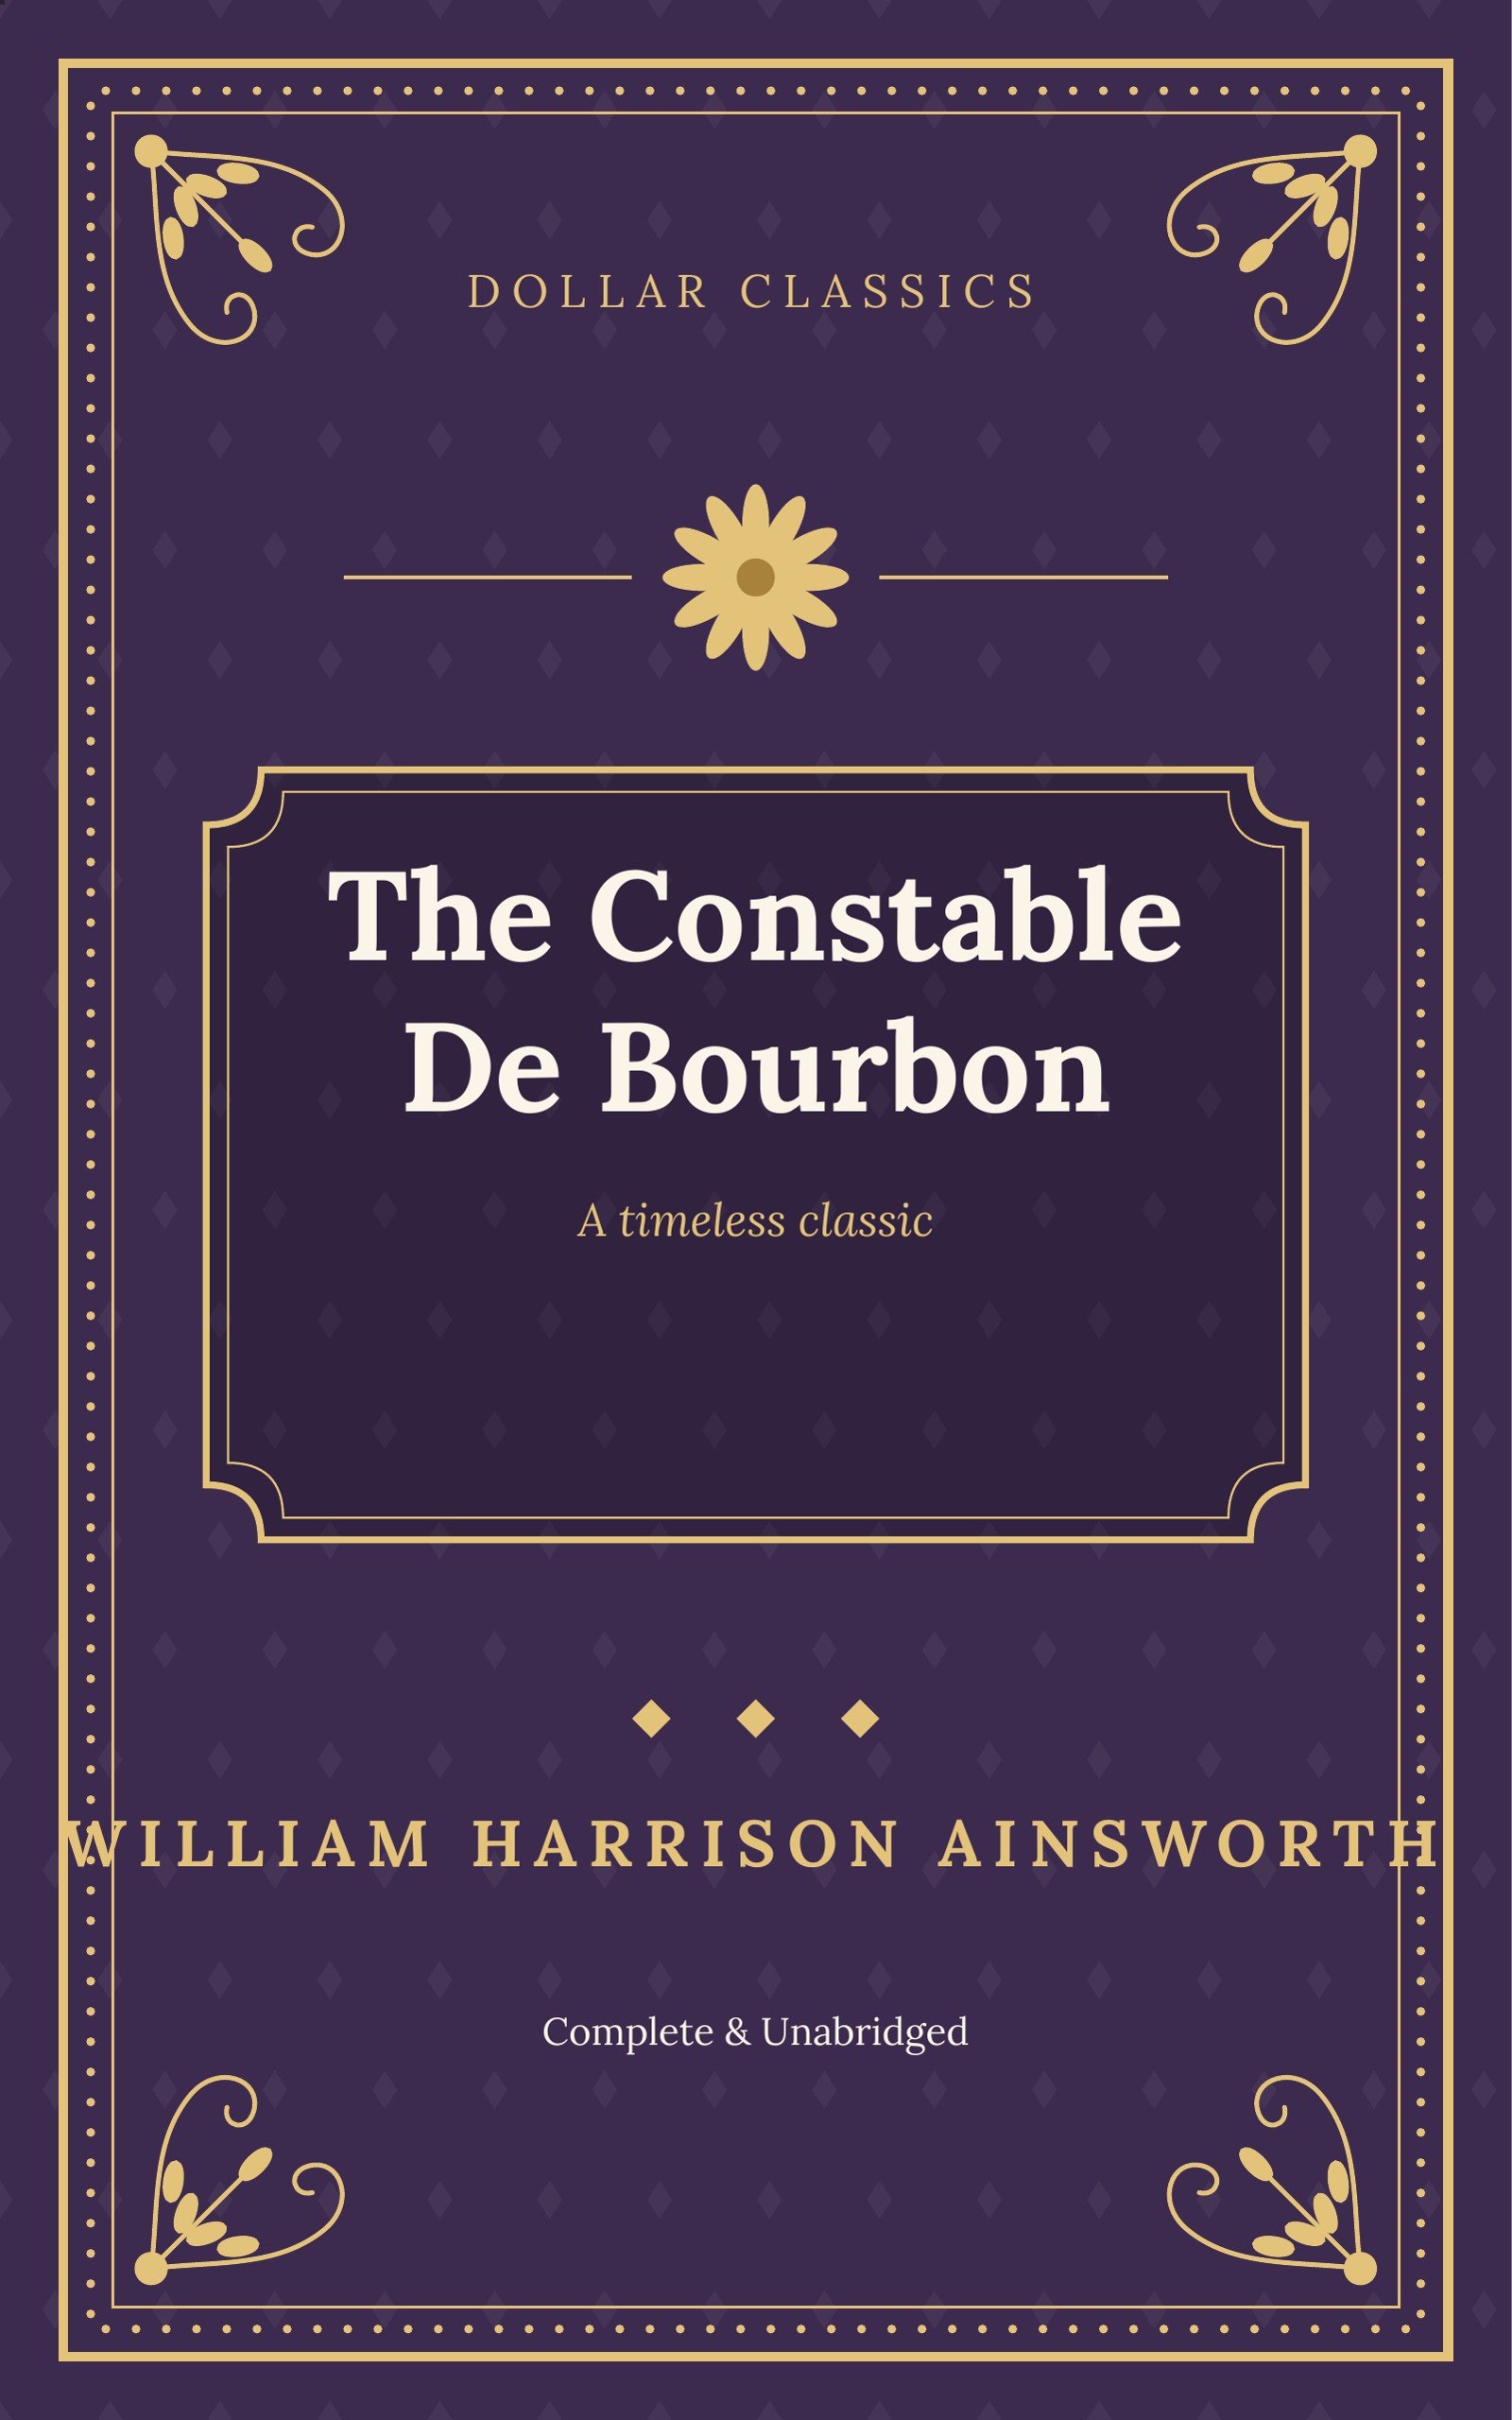 DOLLAR CLASSICS
The Constable
De Bourbon
A timeless classic
WILLIAM HARRISON AINSWORTH
Complete & Unabridged